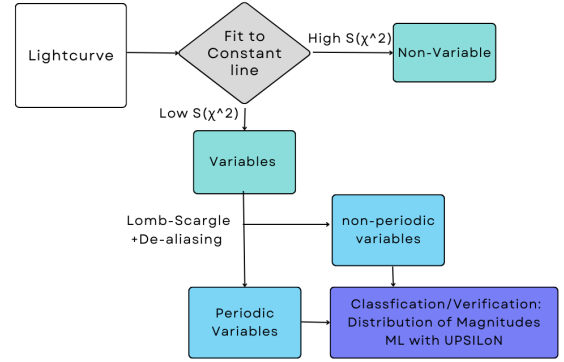 Lightcurve
Fit to
Constant
line
High S(χ^2)
Non-Variable
Low S(χ^2)
Variables
Lomb-Scargle
+De-aliasing
non-periodic
variables
Periodic
Variables
Classfication/Verification:
Distribution of Magnitudes
ML with UPSILoN